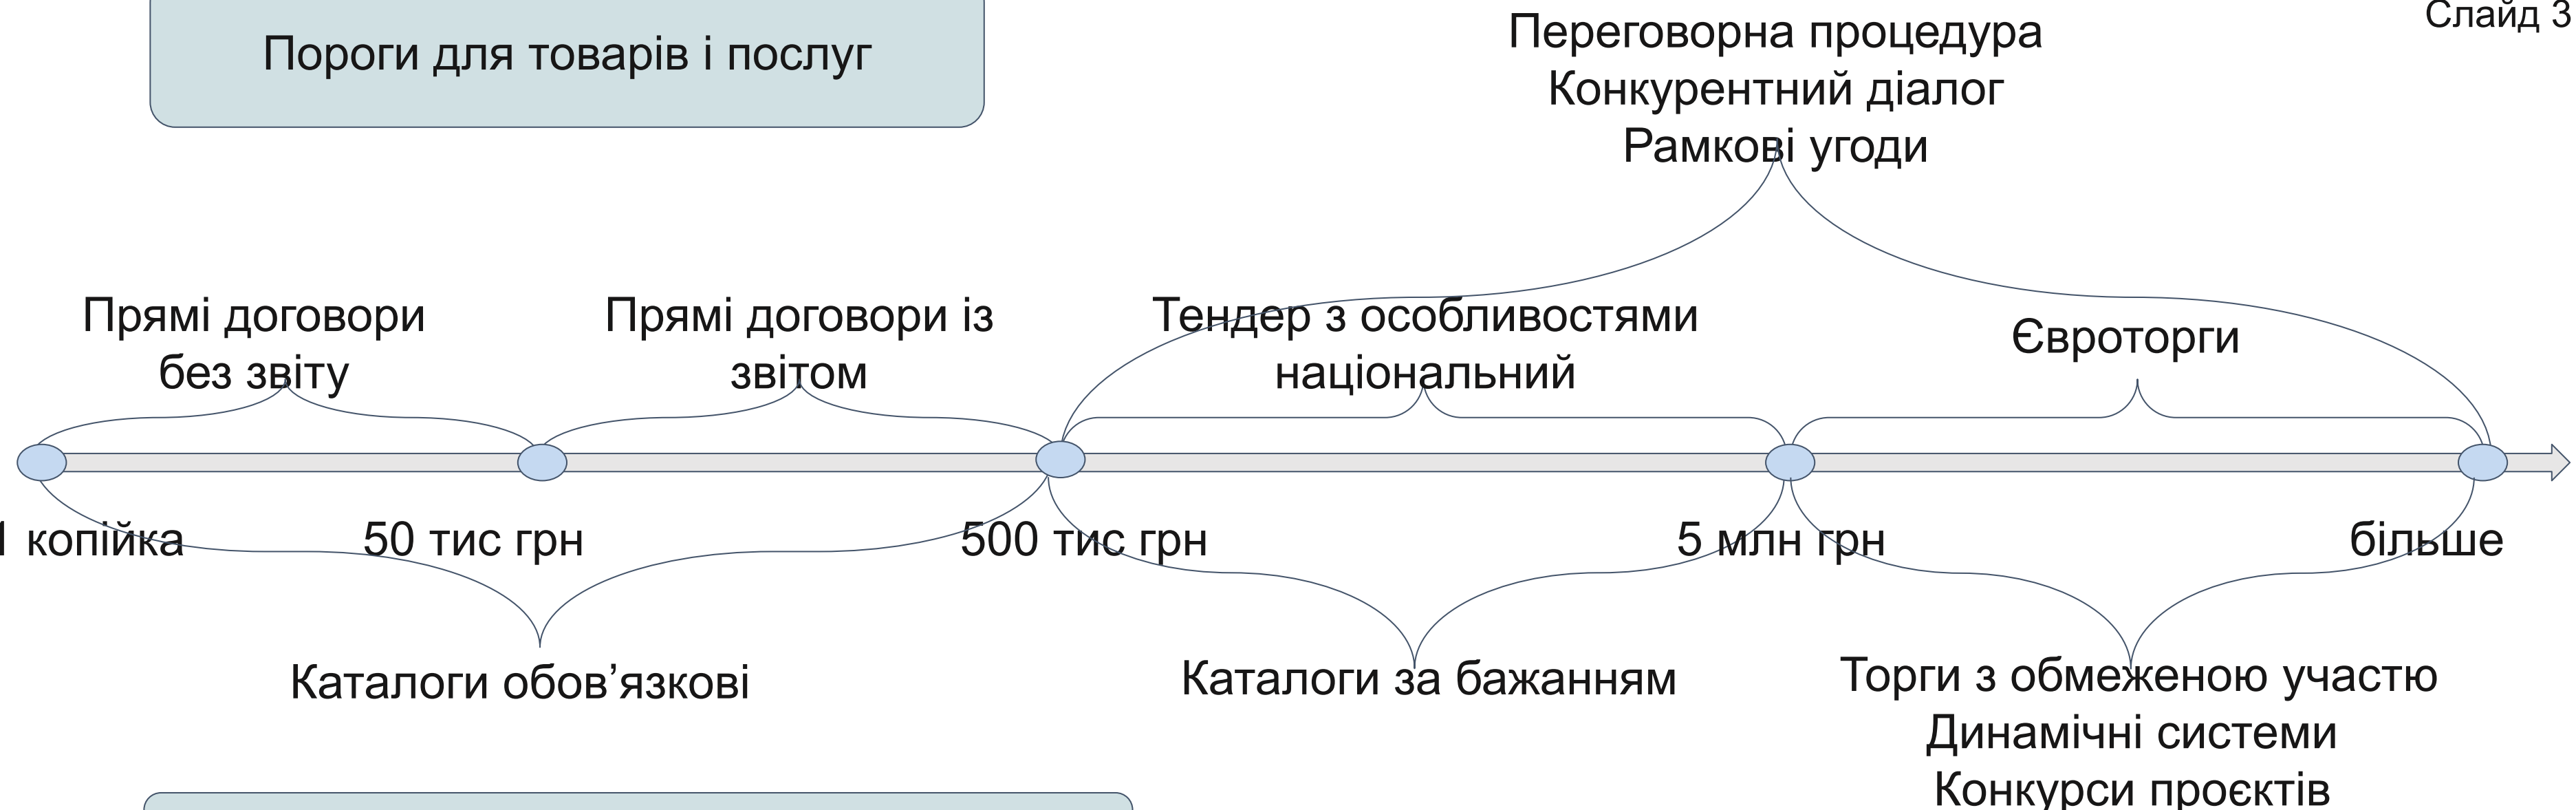 Слайд 3
Пороги для товарів і послуг
Переговорна процедура
Конкурентний діалог
Рамкові угоди
Прямі договори
без звіту
Прямі договори із
звітом
Тендер з особливостями
національний
Євроторги
1 копійка
50 тис грн
500 тис грн
5 млн грн
більше
Каталоги обов’язкові
Каталоги за бажанням
Торги з обмеженою участю
Динамічні системи
Конкурси проєктів